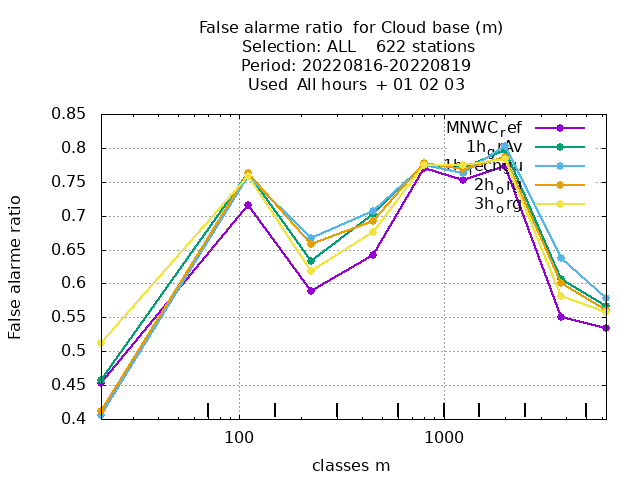 False alarme ratio  for Cloud base (m)
Selection: ALL    622 stations
Period: 20220816-20220819
Used  All hours  + 01 02 03
MNWC_ref
2h_orig
3h_org
0.85
0.8
0.75
0.7
0.65
0.6
0.55
0.5
0.45
0.4
100
1000
False alarme ratio
classes m